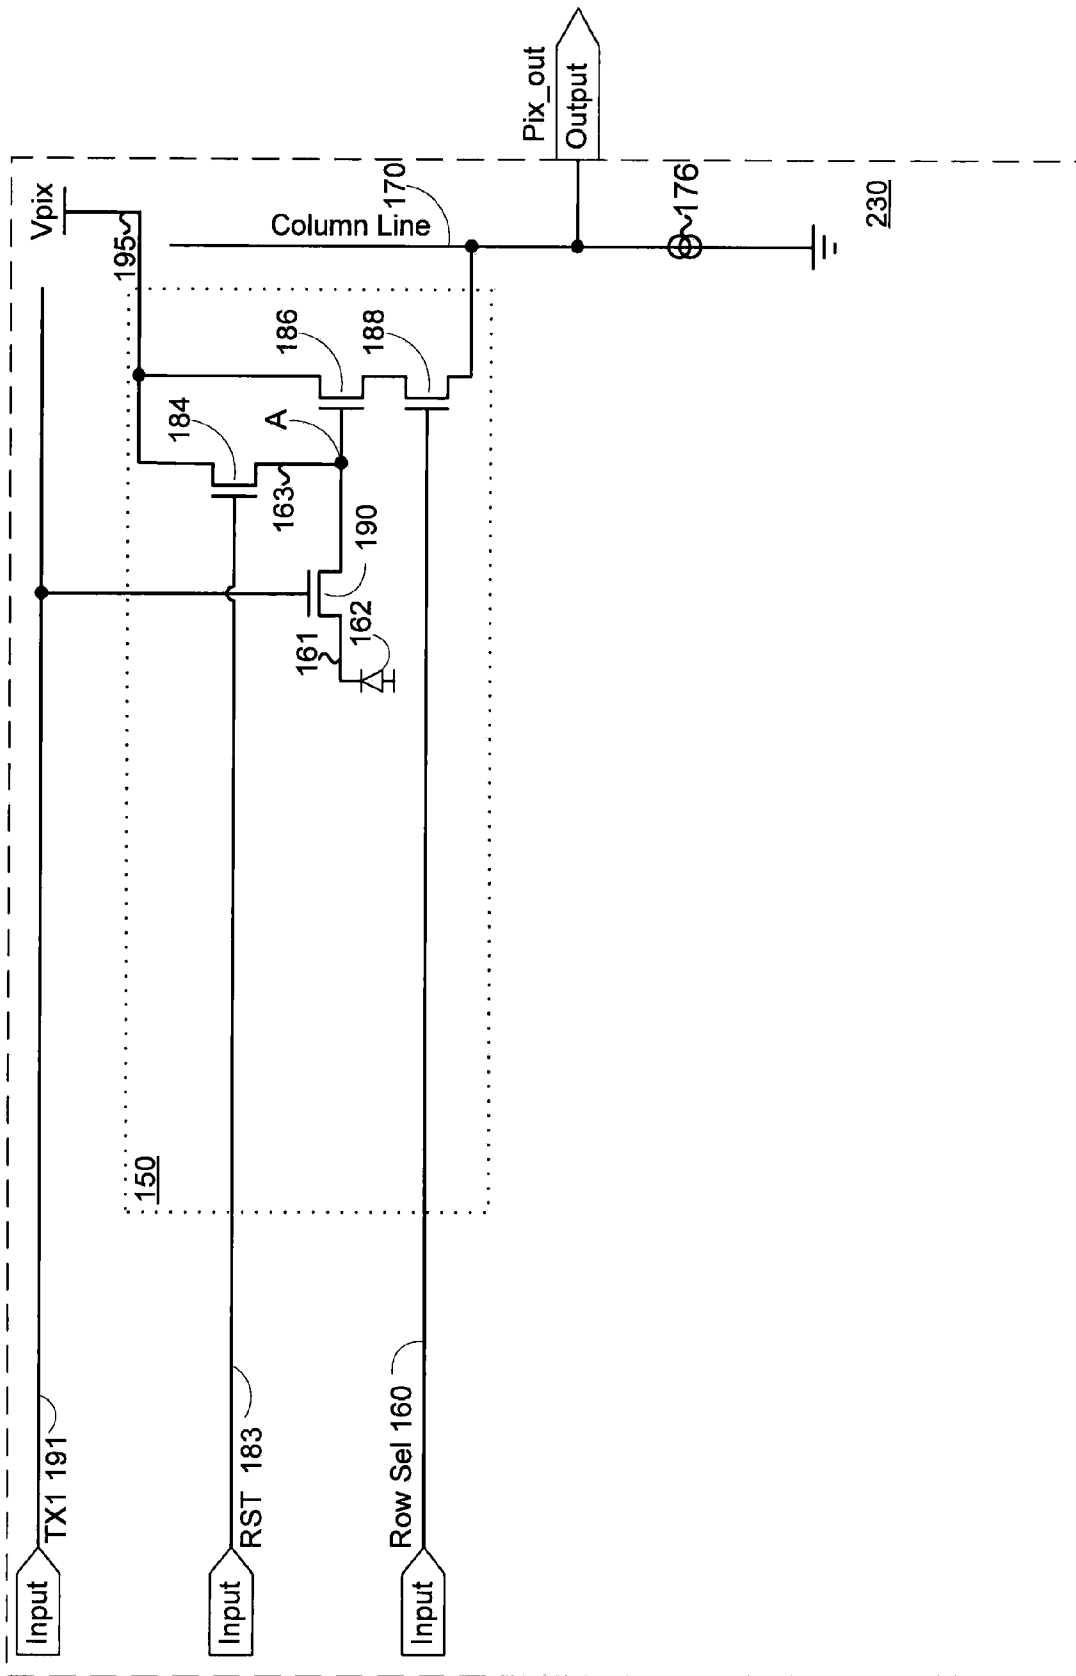 Input
TX1 191
Input
RST 183
Input
Row Sel 160
150
161
162
190
163
184
A
186
188
195
Vpix
Column Line
170
Pix_out
Output
176
230